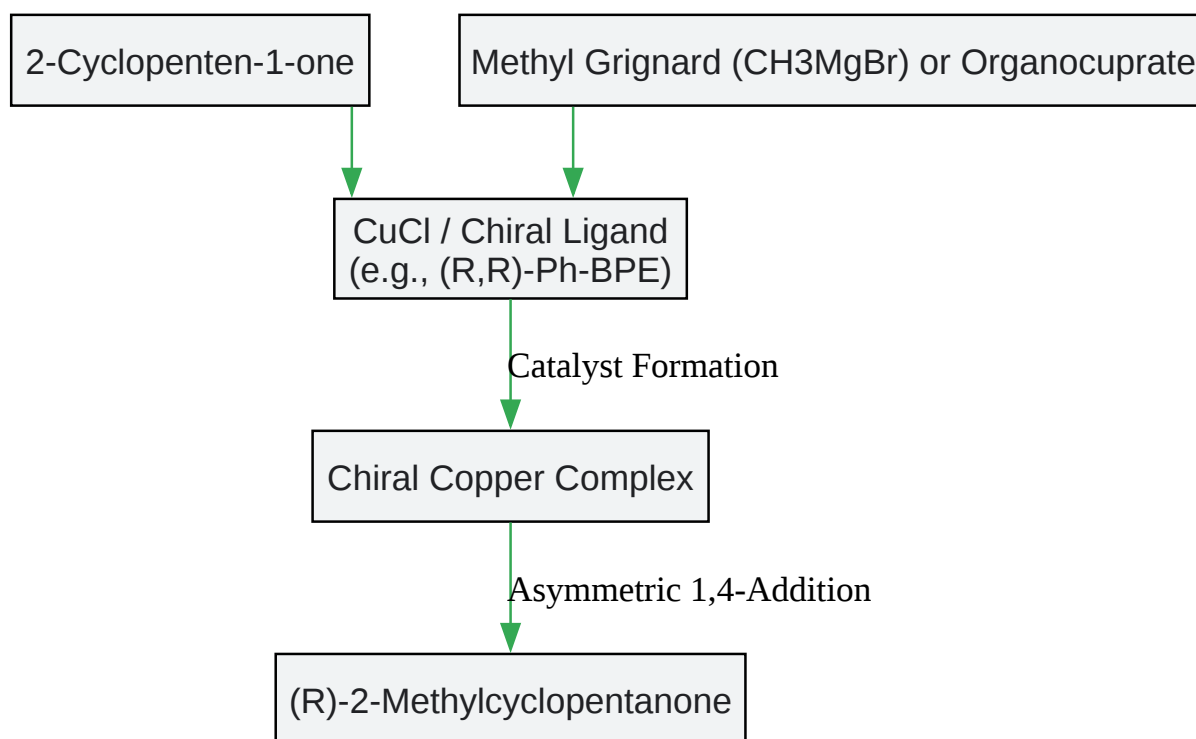 2-Cyclopenten-1-one
Methyl Grignard (CH3MgBr) or Organocuprate
CuCl / Chiral Ligand
(e.g., (R,R)-Ph-BPE)
Catalyst Formation
Chiral Copper Complex
Asymmetric 1,4-Addition
(R)-2-Methylcyclopentanone